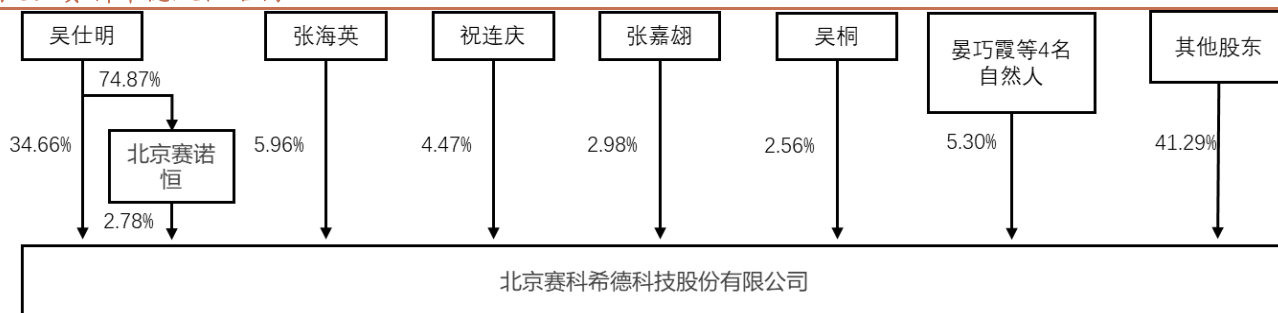 吴仕明
张海英
祝连庆
张嘉翃
吴桐
晏巧霞等4名
自然人
其他股东
74.87%
34.66%
北京赛诺
恒
5.96%
4.47%
2.98%
2.56%
5.30%
41.29%
2.78%
北京赛科希德科技股份有限公司